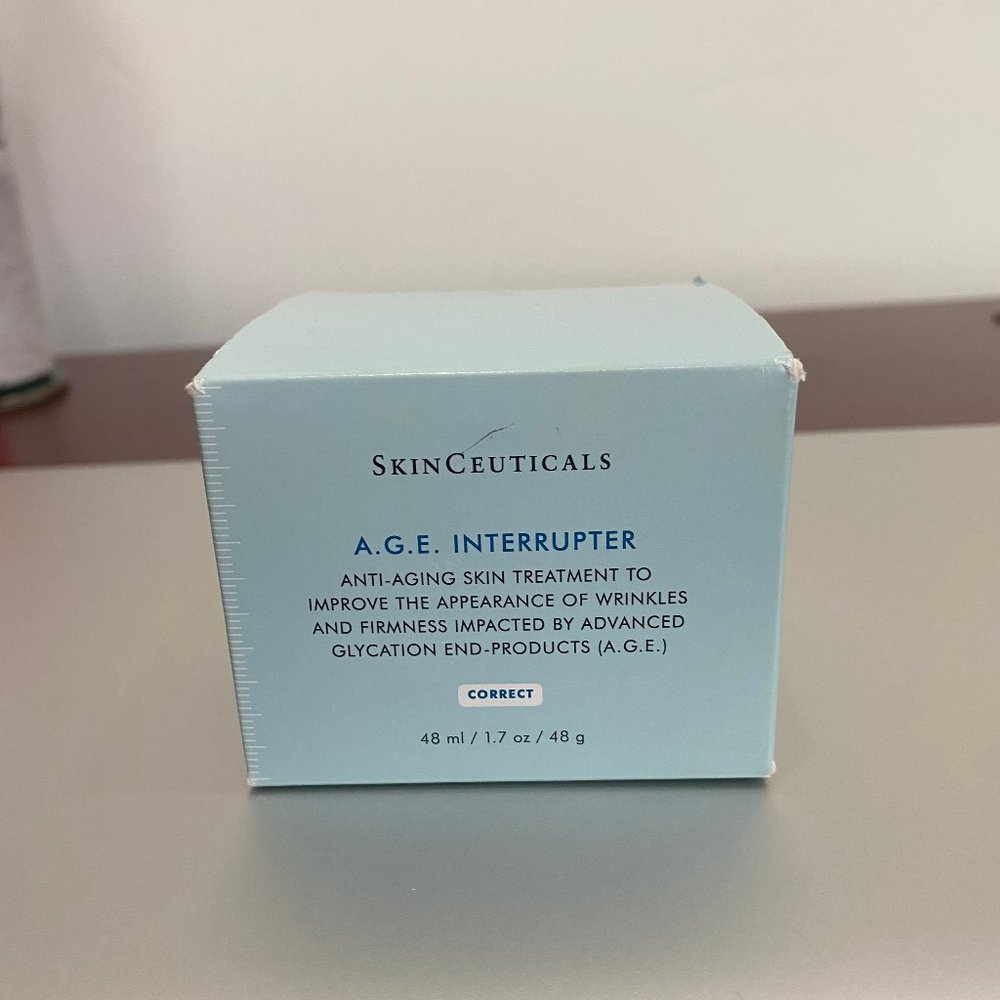 SKINCEUTICALS
A.G.E. INTERRUPTER
ANTI-AGING SKIN TREATMENT TO
IMPROVE THE APPEARANCE OF WRINKLES
AND FIRMNESS IMPACTED BY ADVANCED
GLYCATION END-PRODUCTS (A.G.E.)
CORRECT
48 ml / 1.7 oz / 48 g